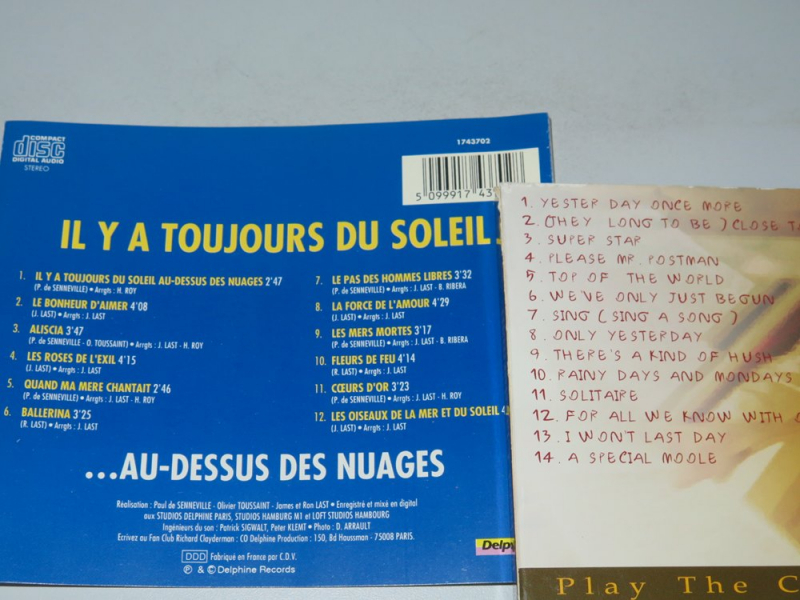 COMPACT
disc
DIGITAL AUDIO
STEREO
1743702
5 099917 43
IL Y A TOUJOURS DU SOLEIL
1. IL Y A TOUJOURS DU SOLEIL AU-DESSUS DES NUAGES 2'47
(P. de SENNEVILLE) • Arrgts : H. ROY
2. LE BONHEUR D'AIMER 4'08
(J. LAST) • Arrgts : J. LAST
3. ALISCIA 3'47
(P. de SENNEVILLE - O. TOUSSAINT) • Arrgts : J. LAST - H. ROY
4. LES ROSES DE L'EXIL 4'15
(P. de SENNEVILLE) • Arrgts : J. LAST
5. QUAND MA MERE CHANTAIT 2'46
(P. de SENNEVILLE) • Arrgts : J. LAST - H. ROY
6. BALLERINA 3'25
(R. LAST) • Arrgts : J. LAST
7. LE PAS DES HOMMES LIBRES 3'32
(P. de SENNEVILLE) • Arrgts : J. LAST - B. RIBERA
8. LA FORCE DE L'AMOUR 4'29
(J. LAST) • Arrgts : J. LAST
9. LES MERS MORTES 3'17
(P. de SENNEVILLE) • Arrgts : J. LAST - B. RIBERA
10. FLEURS DE FEU 4'14
(R. LAST) • Arrgts : J. LAST
11. CŒURS D'OR 3'23
(P. de SENNEVILLE) • Arrgts : J. LAST - H. ROY
12. LES OISEAUX DE LA MER ET DU SOLEIL
(J. LAST) • Arrgts : J. LAST
...AU-DESSUS DES NUAGES
Réalisation : Paul de SENNEVILLE - Olivier TOUSSAINT - James et Ron LAST • Enregistré et mixé en digital
aux STUDIOS DELPHINE PARIS, STUDIOS HAMBURG M1 et LOFT STUDIOS HAMBOURG
Ingénieurs du son : Patrick SIGWALT, Peter KLEMT • Photo : D. ARRAULT
Ecrivez au Fan Club Richard Clayderman : CD Delphine Production : 150, Bd Haussman - 75008 PARIS.
DDD Fabriqué en France par C.D.V.
℗ & © Delphine Records
Delp
1. YESTER DAY ONCE MORE
2. (THEY LONG TO BE) CLOSE T
3. SUPER STAR
4. PLEASE MR. POSTMAN
5. TOP OF THE WORLD
6. WE'VE ONLY JUST BEGUN
7. SING (SING A SONG)
8. ONLY YESTERDAY
9. THERE'S A KIND OF HUSH
10. RAINY DAYS AND MONDAYS
11. SOLITAIRE
12. FOR ALL WE KNOW WITH
13. I WON'T LAST DAY
14. A SPECIAL MOOLE
Play The C